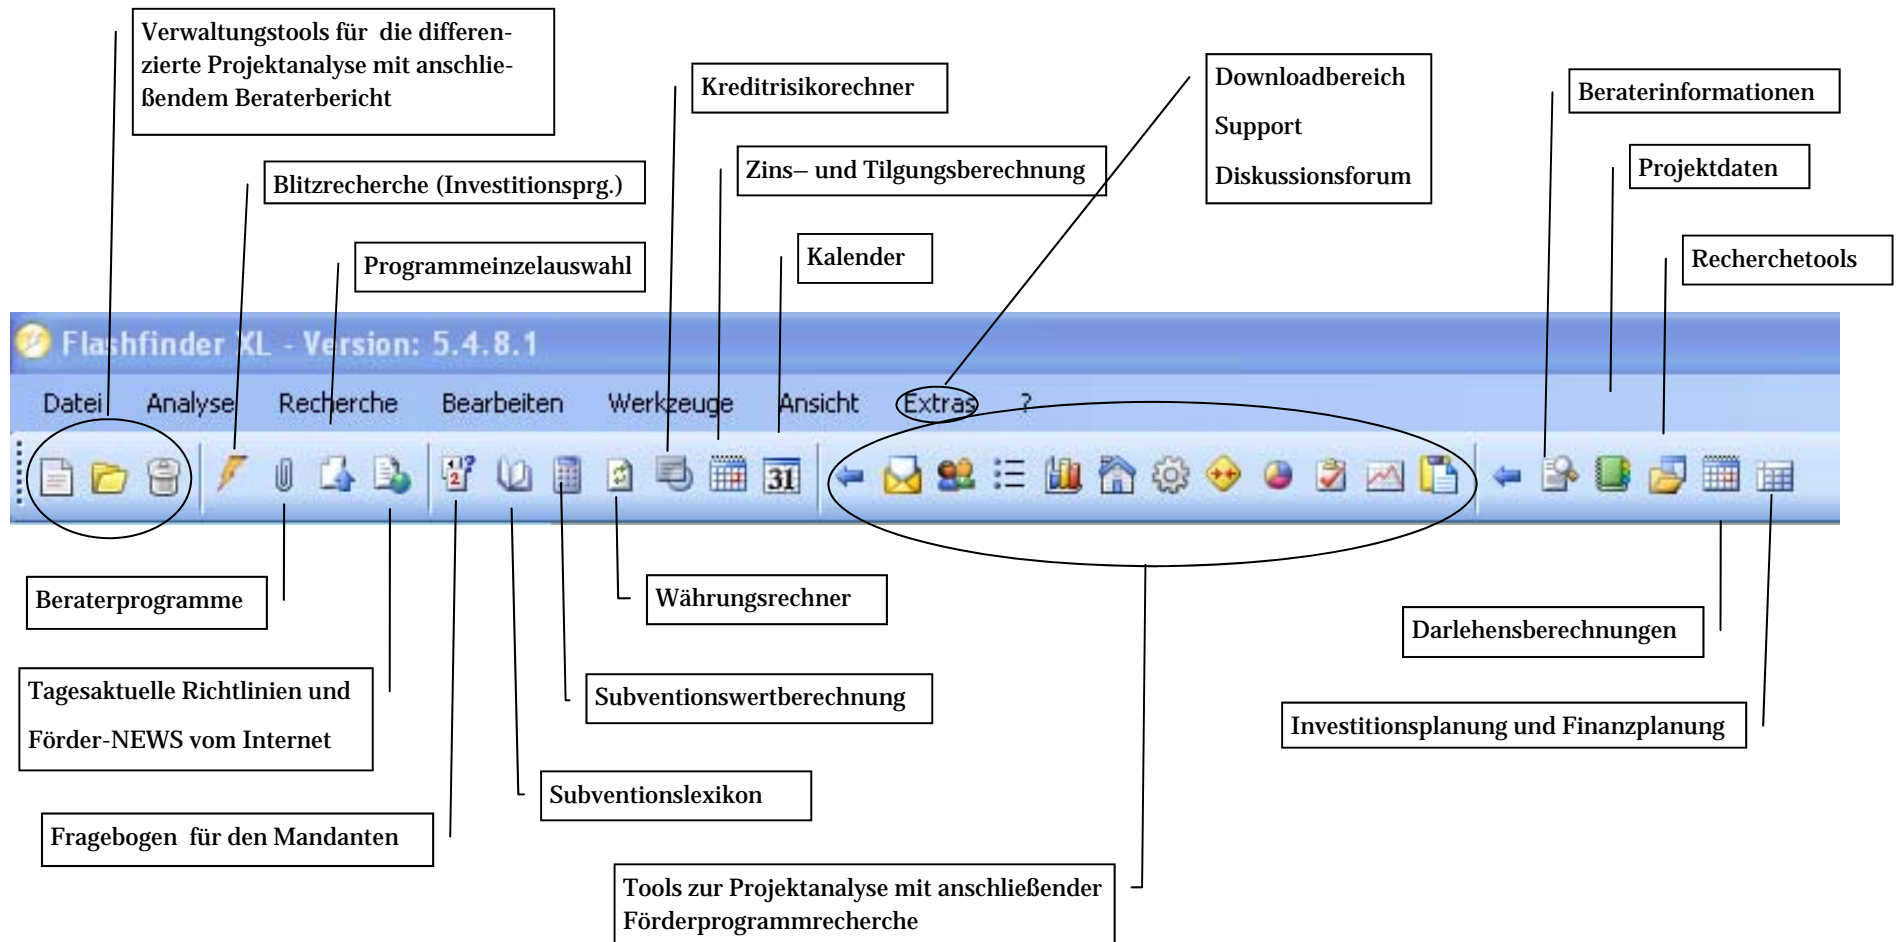 Verwaltungstools für  die differen-
zierte Projektanalyse mit anschlie-
ßendem Beraterbericht
Kreditrisikorechner
Downloadbereich
Support
Diskussionsforum
Beraterinformationen
Blitzrecherche (Investitionsprg.)
Zins– und Tilgungsberechnung
Projektdaten
Programmeinzelauswahl
Kalender
Recherchetools
Flashfinder XL - Version: 5.4.8.1
Datei Analyse Recherche Bearbeiten Werkzeuge Ansicht Extras ?
1 2 ?
31
Beraterprogramme
Währungsrechner
Darlehensberechnungen
Tagesaktuelle Richtlinien und
Förder-NEWS vom Internet
Subventionswertberechnung
Investitionsplanung und Finanzplanung
Subventionslexikon
Fragebogen  für den Mandanten
Tools zur Projektanalyse mit anschließender
Förderprogrammrecherche